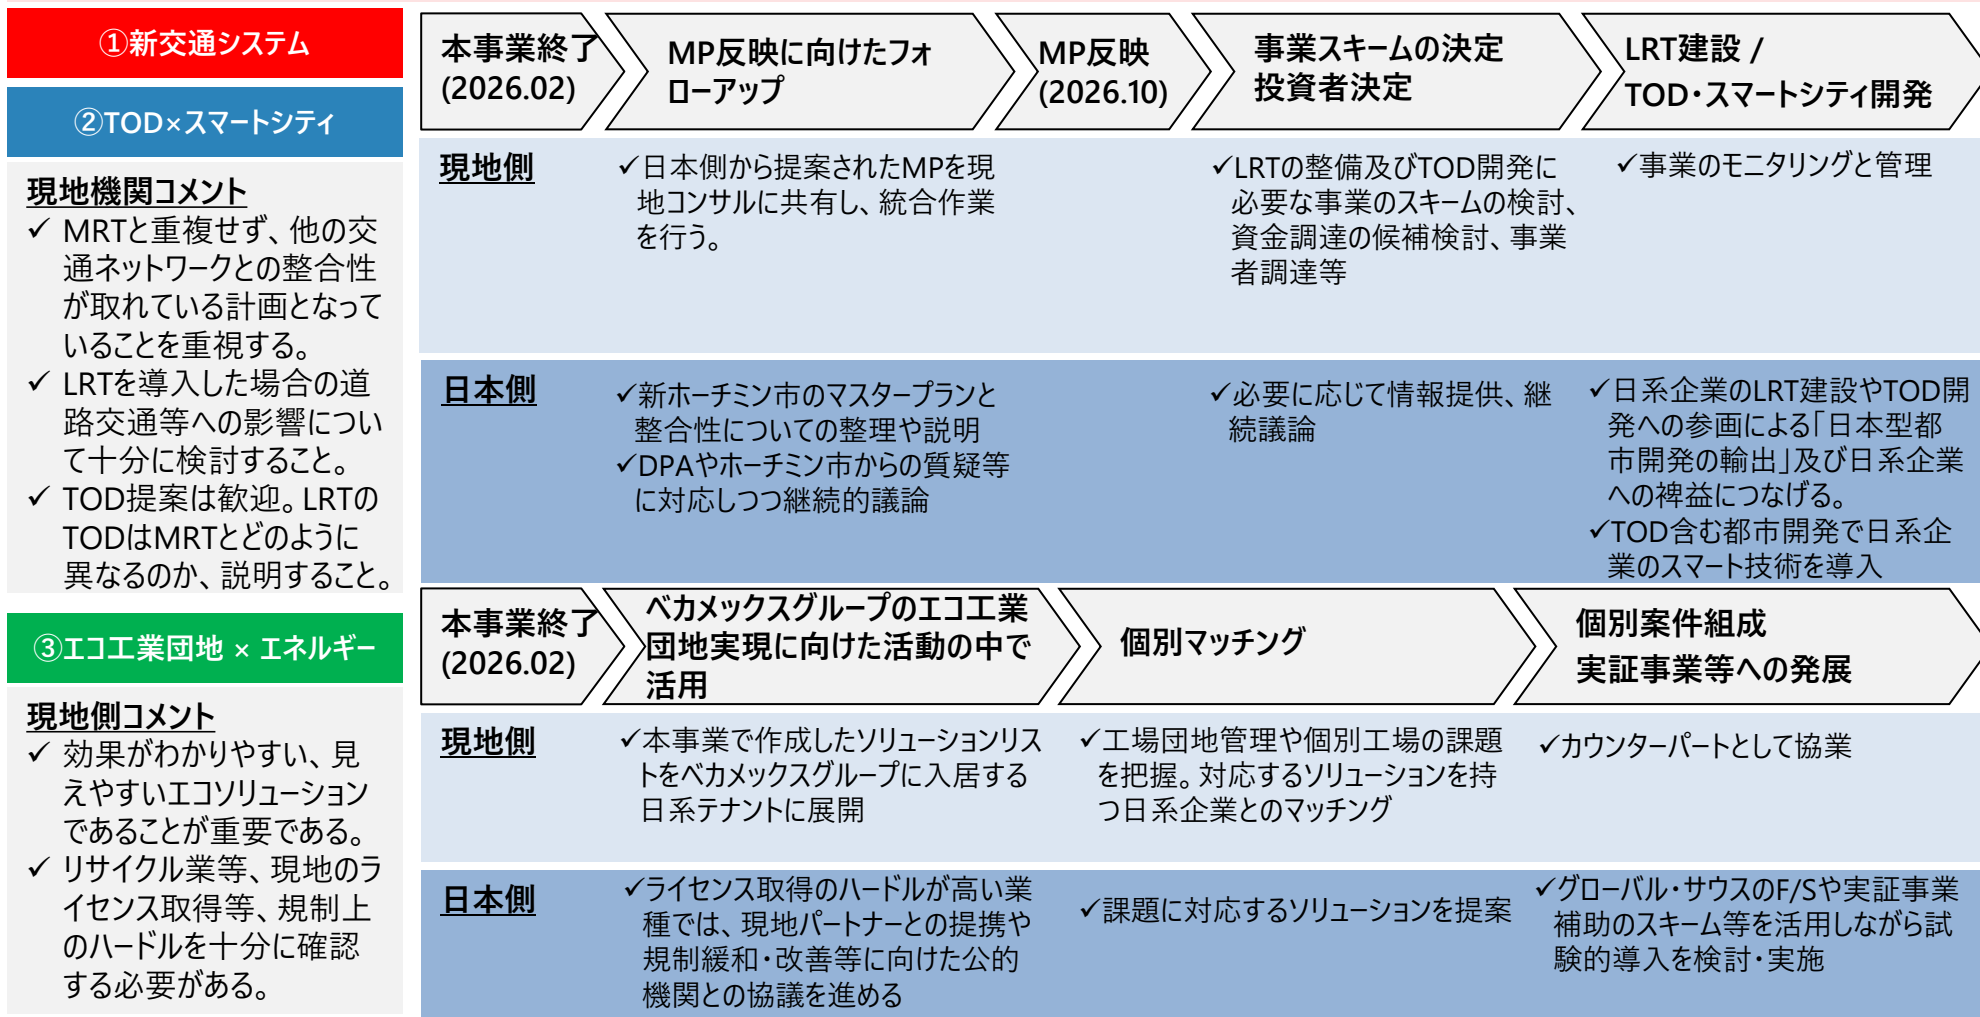 ①新交通システム
②TOD×スマートシティ
現地機関コメント
✓ MRTと重複せず、他の交
通ネットワークとの整合性
が取れている計画となって
いることを重視する。
✓ LRTを導入した場合の道
路交通等への影響につい
て十分に検討すること。
✓ TOD提案は歓迎。LRTの
TODはMRTとどのように
異なるのか、説明すること。
本事業終了
(2026.02)
MP反映に向けたフォ
ローアップ
MP反映
(2026.10)
事業スキームの決定
投資者決定
LRT建設 /
TOD・スマートシティ開発
現地側
✓日本側から提案されたMPを現
地コンサルに共有し、統合作業
を行う。
✓LRTの整備及びTOD開発に
必要な事業のスキームの検討、
資金調達の候補検討、事業
者調達等
✓事業のモニタリングと管理
日本側
✓新ホーチミン市のマスタープランと
整合性についての整理や説明
✓DPAやホーチミン市からの質疑等
に対応しつつ継続的議論
✓必要に応じて情報提供、継
続議論
✓日系企業のLRT建設やTOD開
発への参画による「日本型都
市開発の輸出」及び日系企業
への裨益につなげる。
✓TOD含む都市開発で日系企
業のスマート技術を導入
③エコ工業団地 × エネルギー
現地側コメント
✓ 効果がわかりやすい、見
えやすいエコソリューション
であることが重要である。
✓ リサイクル業等、現地のラ
イセンス取得等、規制上
のハードルを十分に確認
する必要がある。
本事業終了
(2026.02)
ベカメックスグループのエコ工業
団地実現に向けた活動の中で
活用
個別マッチング
個別案件組成
実証事業等への発展
現地側
✓本事業で作成したソリューションリス
トをベカメックスグループに入居する
日系テナントに展開
✓工場団地管理や個別工場の課題
を把握。対応するソリューションを持
つ日系企業とのマッチング
✓カウンターパートとして協業
日本側
✓ライセンス取得のハードルが高い業
種では、現地パートナーとの提携や
規制緩和・改善等に向けた公的
機関との協議を進める
✓課題に対応するソリューションを提案
✓グローバル・サウスのF/Sや実証事業
補助のスキーム等を活用しながら試
験的導入を検討・実施